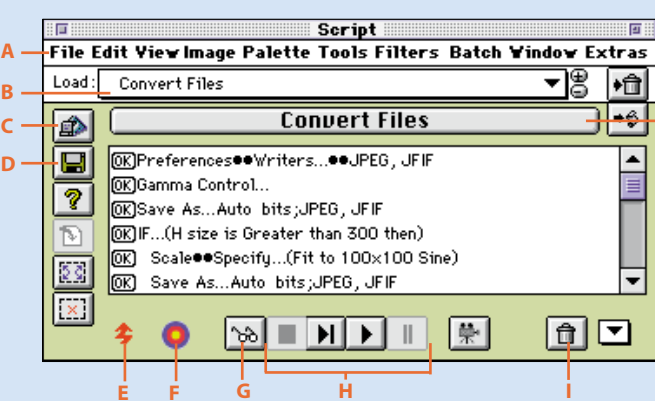 Script
A File Edit View Image Palette Tools Filters Batch Window Extras
Load: Convert Files
B
C Convert Files
D OK Preferences●●Writers...●●JPEG, JFIF
OK Gamma Control...
OK Save As...Auto bits;JPEG, JFIF
OK IF...(H size is Greater than 300 then)
OK Scale●●Specify...(Fit to 100x100 Sine)
OK Save As...Auto bits;JPEG, JFIF
E F G H I